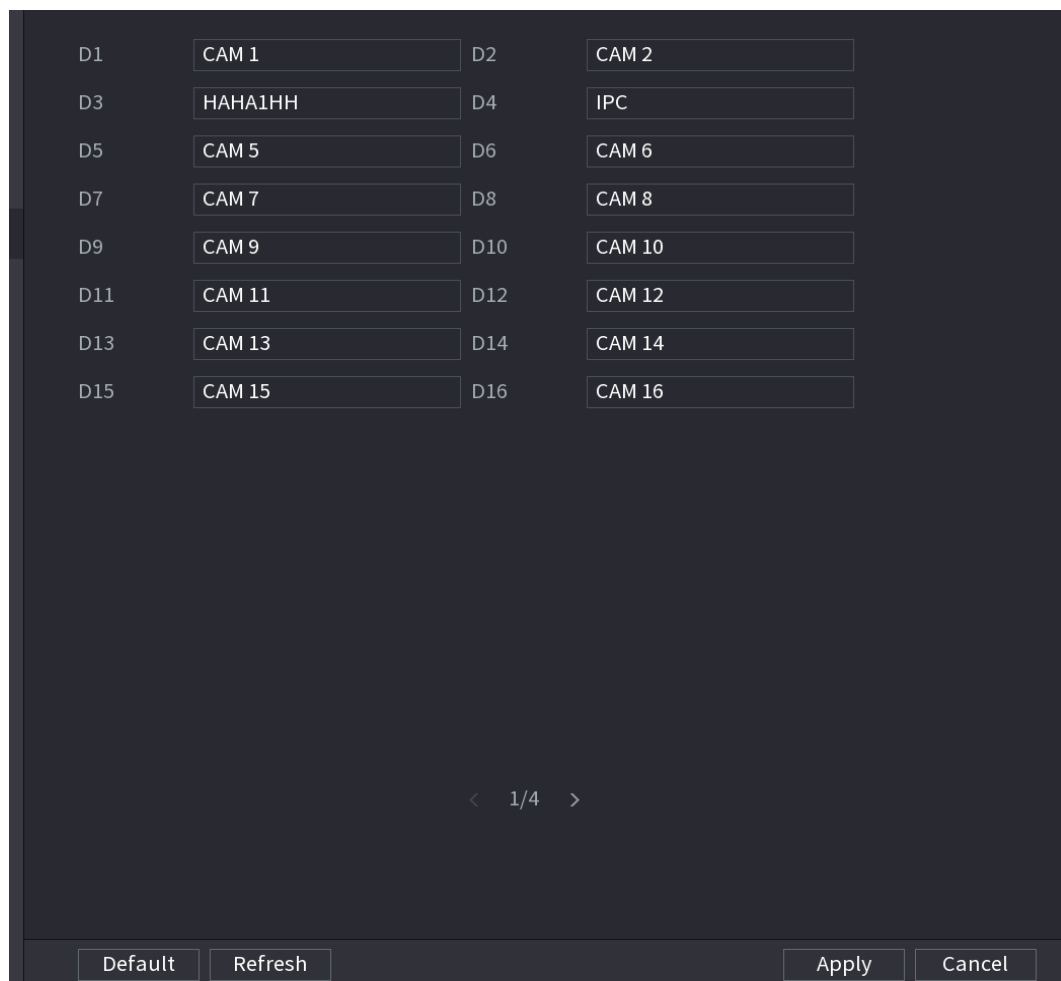 D1 CAM 1 D2 CAM 2
D3 HAHA1HH D4 IPC
D5 CAM 5 D6 CAM 6
D7 CAM 7 D8 CAM 8
D9 CAM 9 D10 CAM 10
D11 CAM 11 D12 CAM 12
D13 CAM 13 D14 CAM 14
D15 CAM 15 D16 CAM 16
< 1/4 >
Default Refresh Apply Cancel